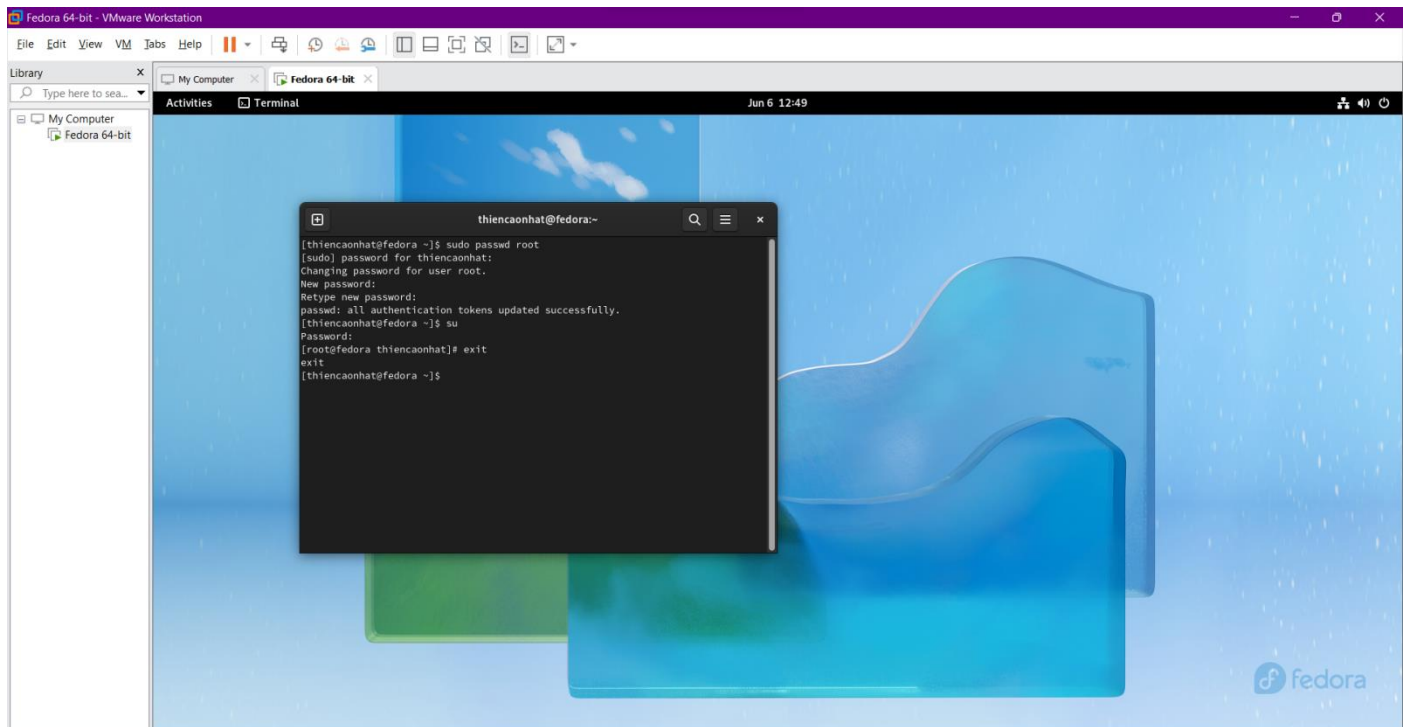 Fedora 64-bit - VMware Workstation
File Edit View VM Tabs Help
Library
Type here to sea...
My Computer
Fedora 64-bit
My Computer
Fedora 64-bit
Activities
Terminal
Jun 6 12:49
thiencaonhat@fedora:~
[thiencaonhat@fedora ~]$ sudo passwd root
[sudo] password for thiencaonhat:
Changing password for user root.
New password:
Retype new password:
passwd: all authentication tokens updated successfully.
[thiencaonhat@fedora ~]$ su
Password:
[root@fedora thiencaonhat]# exit
exit
[thiencaonhat@fedora ~]$
fedora